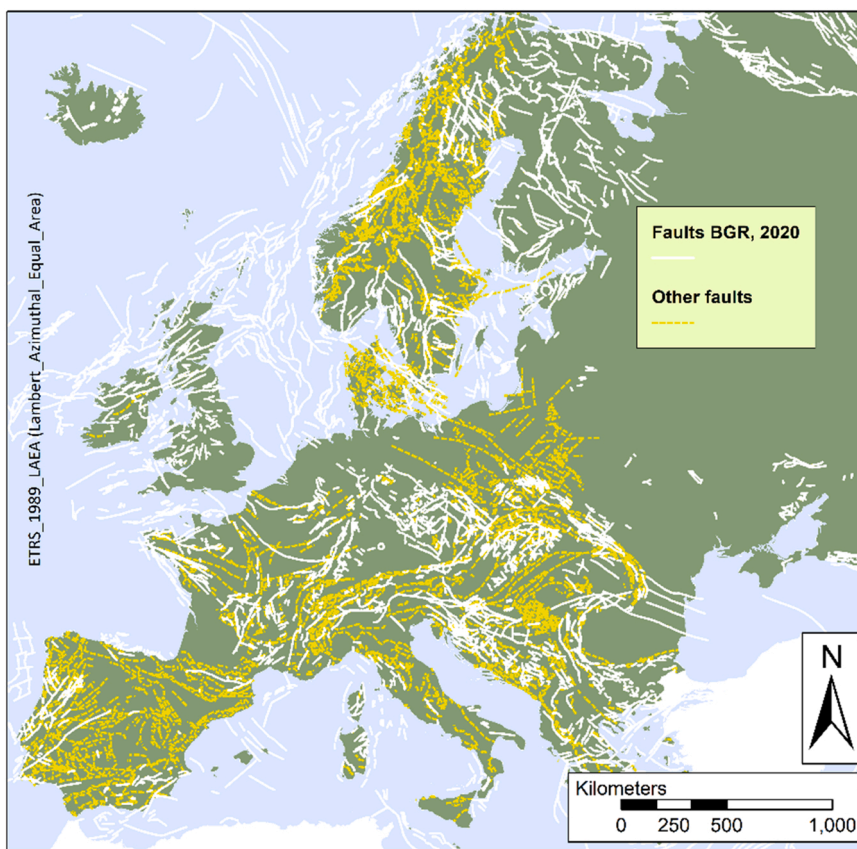 ETRS_1989_LAEA (Lambert_Azimuthal_Equal_Area)
Faults BGR, 2020
Other faults
N
Kilometers
0 250 500 1,000